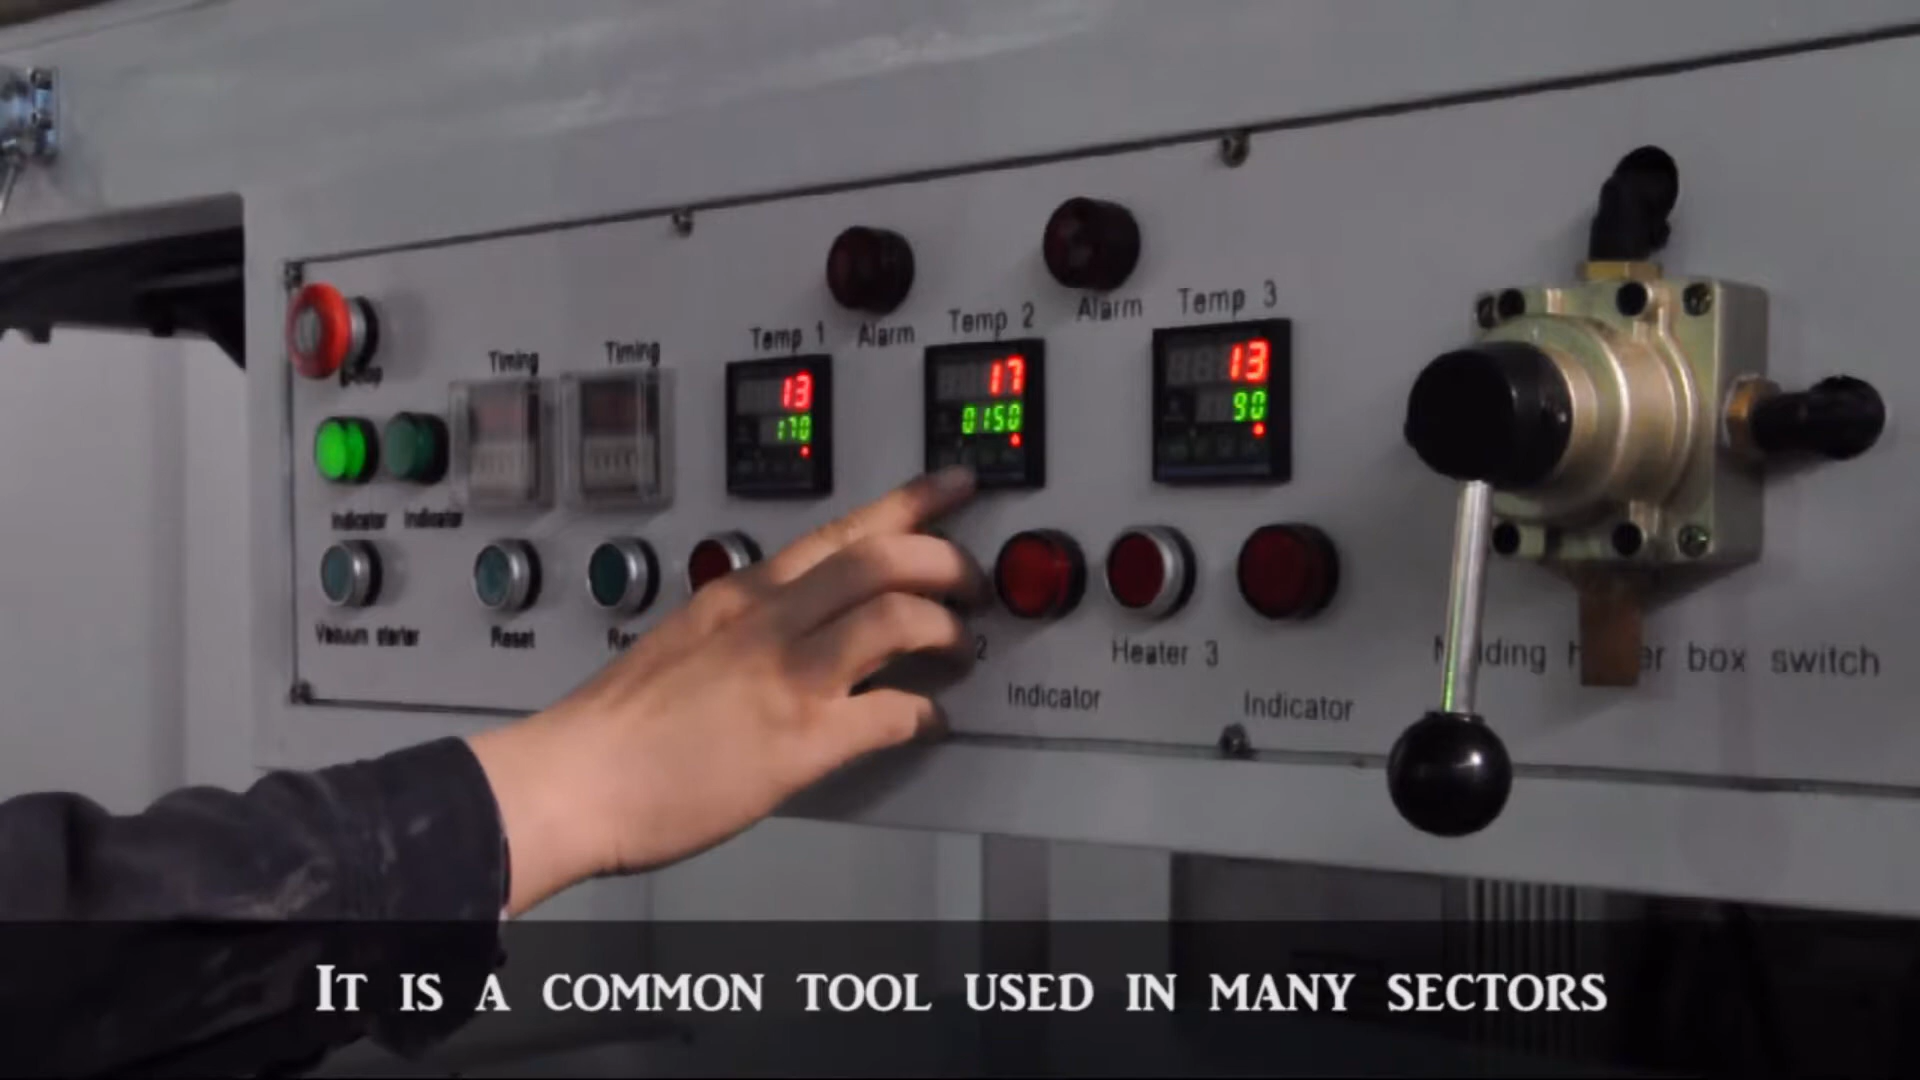 Temp 3
Alarm
Temp 2
Alarm
Temp 1
Timing
Timing
13
170
17
0150
13
90
Indicator
Indicator
Vacuum starter
Reset
2
Heater 3
box switch
Indicator
Indicator
IT IS A COMMON TOOL USED IN MANY SECTORS